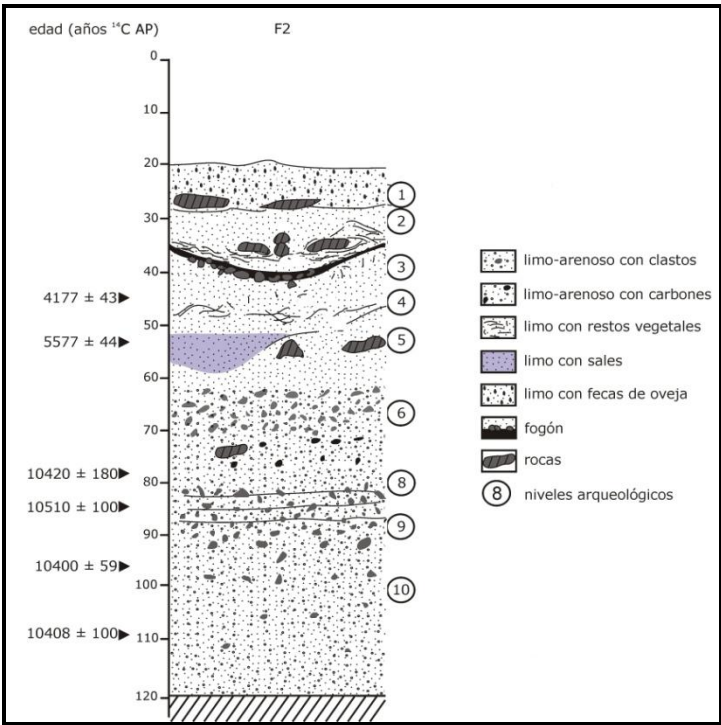 edad (años ¹⁴C AP)
F2
0
10
20
30
40
50
60
70
80
90
100
110
120
4177 ± 43
5577 ± 44
10420 ± 180
10510 ± 100
10400 ± 59
10408 ± 100
1
2
3
4
5
6
8
9
10
limo-arenoso con clastos
limo-arenoso con carbones
limo con restos vegetales
limo con sales
limo con fecas de oveja
fogón
rocas
8 niveles arqueológicos